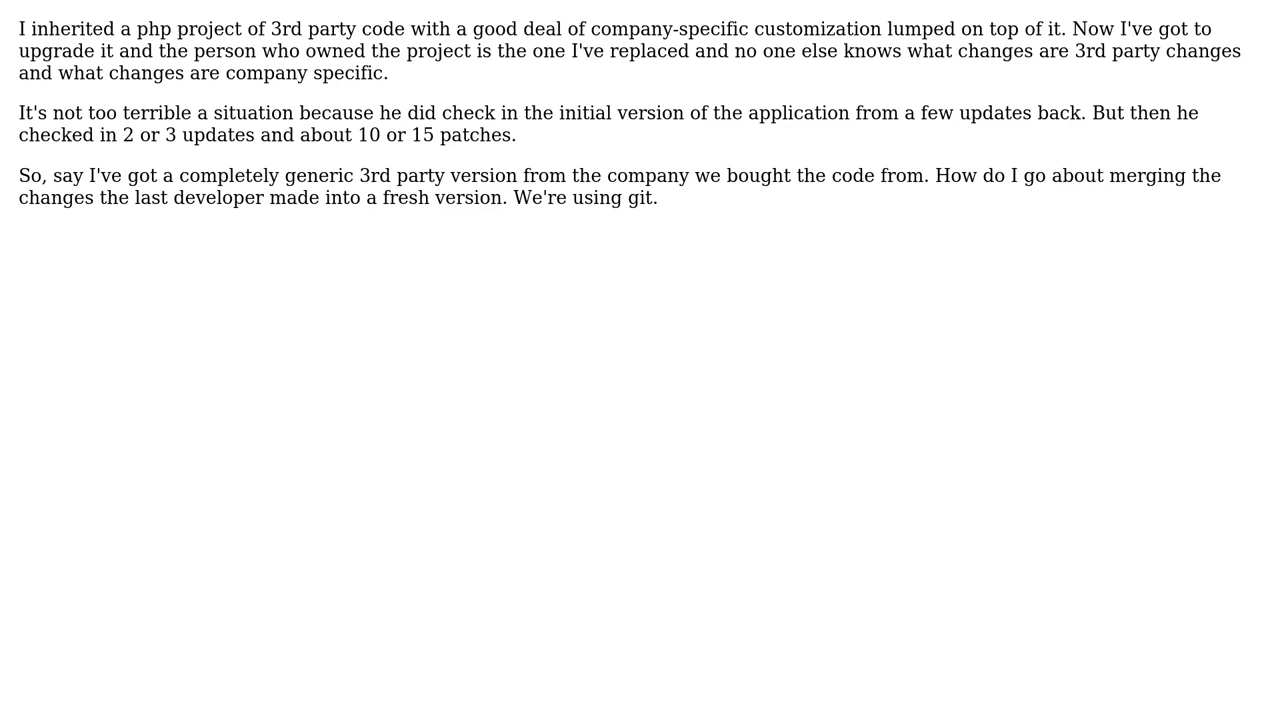 I inherited a php project of 3rd party code with a good deal of company-specific customization lumped on top of it. Now I've got to
upgrade it and the person who owned the project is the one I've replaced and no one else knows what changes are 3rd party changes
and what changes are company specific.
It's not too terrible a situation because he did check in the initial version of the application from a few updates back. But then he
checked in 2 or 3 updates and about 10 or 15 patches.
So, say I've got a completely generic 3rd party version from the company we bought the code from. How do I go about merging the
changes the last developer made into a fresh version. We're using git.